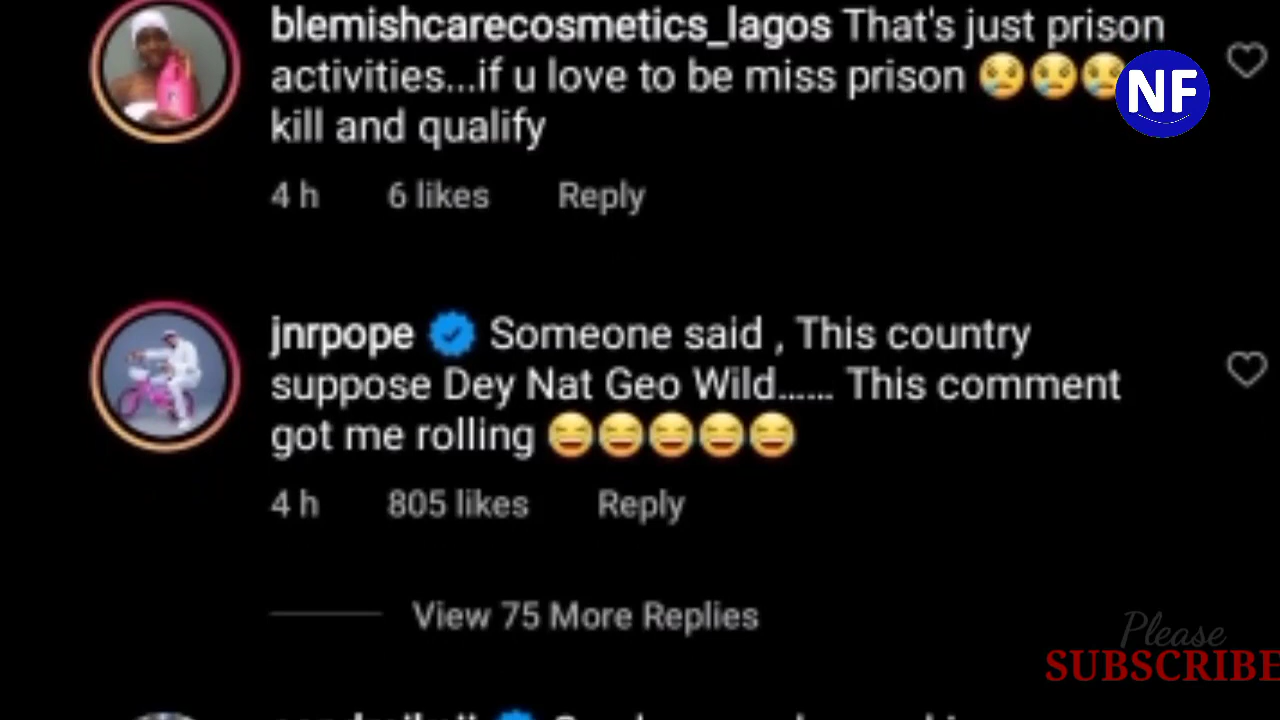 blemishcarecosmetics_lagos That's just prison
activities...if u love to be miss prison 😢😢😢
kill and qualify
4 h 6 likes Reply
NF
jnrpope Someone said , This country
suppose Dey Nat Geo Wild...... This comment
got me rolling 😆😆😆😆😆
4 h 805 likes Reply
View 75 More Replies
Please
SUBSCRIBE